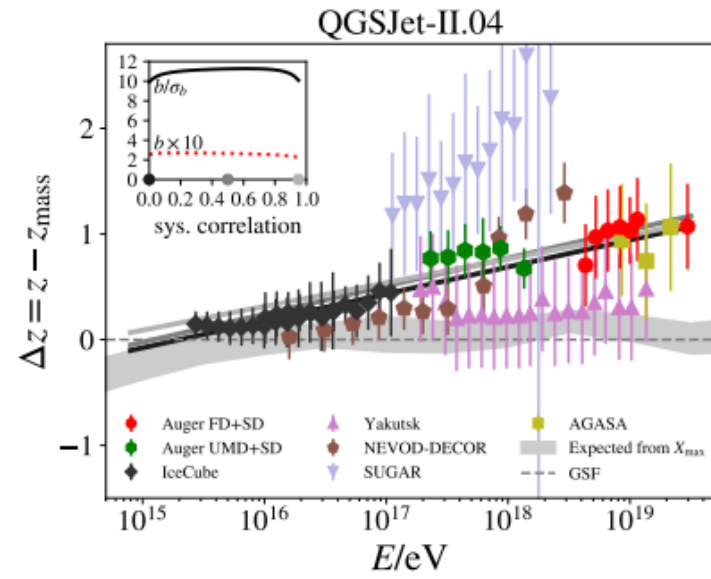 QGSJet-II.04
12
10
8
6
4
2
0
b/σ_b
b × 10
0.0 0.2 0.4 0.6 0.8 1.0
sys. correlation
2
1
0
−1
Δz = z − z_mass
Auger FD+SD
Auger UMD+SD
IceCube
Yakutsk
NEVOD-DECOR
SUGAR
AGASA
Expected from X_max
GSF
10^15 10^16 10^17 10^18 10^19
E/eV